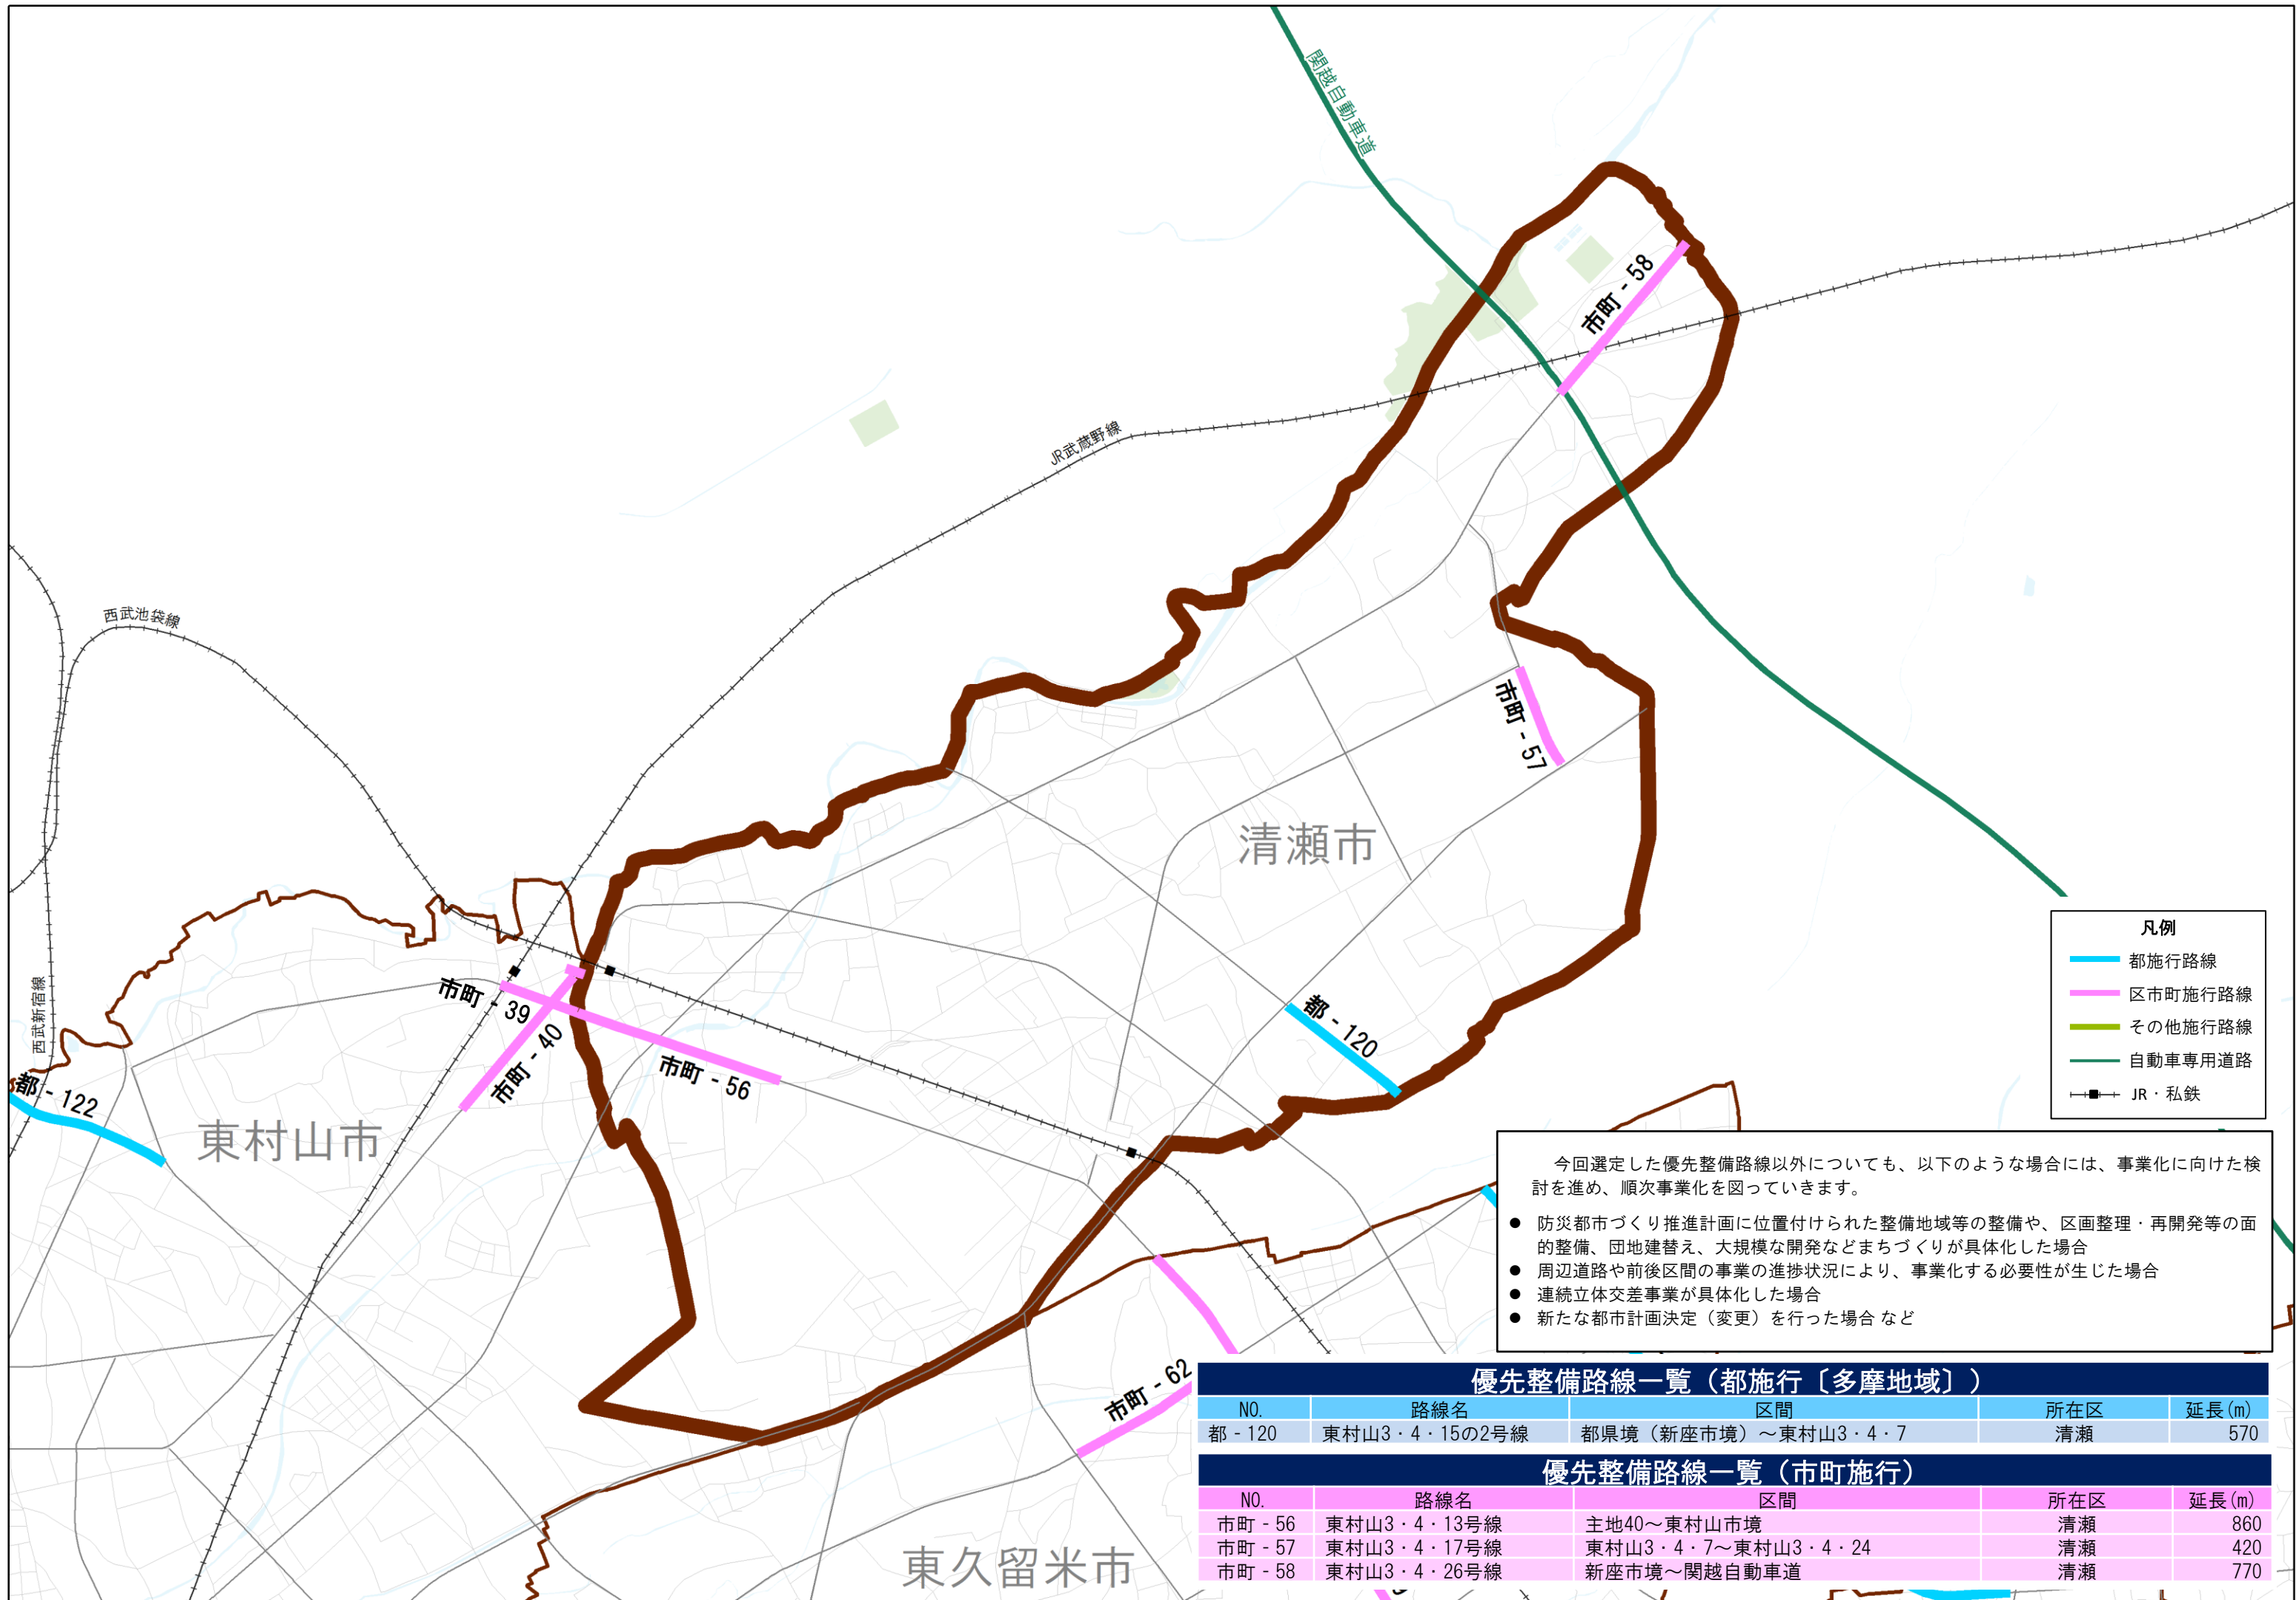 関越自動車道
市町 - 58
JR武蔵野線
西武池袋線
市町 - 57
清瀬市
凡例
都施行路線
区市町施行路線
その他施行路線
自動車専用道路
JR・私鉄
西武新宿線
市町 - 39
市町 - 40
市町 - 56
都 - 120
都 - 122
東村山市
今回選定した優先整備路線以外についても、以下のような場合には、事業化に向けた検
討を進め、順次事業化を図っていきます。
● 防災都市づくり推進計画に位置付けられた整備地域等の整備や、区画整理・再開発等の面
的整備、団地建替え、大規模な開発などまちづくりが具体化した場合
● 周辺道路や前後区間の事業の進捗状況により、事業化する必要性が生じた場合
● 連続立体交差事業が具体化した場合
● 新たな都市計画決定（変更）を行った場合 など
市町 - 62
東久留米市
優先整備路線一覧（都施行〔多摩地域〕）
NO. 路線名 区間 所在区 延長(m)
都 - 120 東村山3・4・15の2号線 都県境（新座市境）～東村山3・4・7 清瀬 570
優先整備路線一覧（市町施行）
NO. 路線名 区間 所在区 延長(m)
市町 - 56 東村山3・4・13号線 主地40～東村山市境 清瀬 860
市町 - 57 東村山3・4・17号線 東村山3・4・7～東村山3・4・24 清瀬 420
市町 - 58 東村山3・4・26号線 新座市境～関越自動車道 清瀬 770